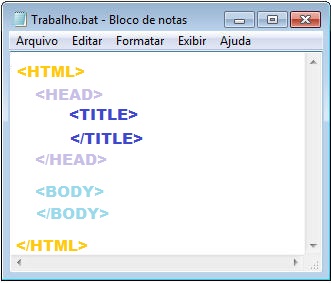 Trabalho.bat - Bloco de notas
Arquivo Editar Formatar Exibir Ajuda
<HTML>
<HEAD>
<TITLE>
</TITLE>
</HEAD>
<BODY>
</BODY>
</HTML>